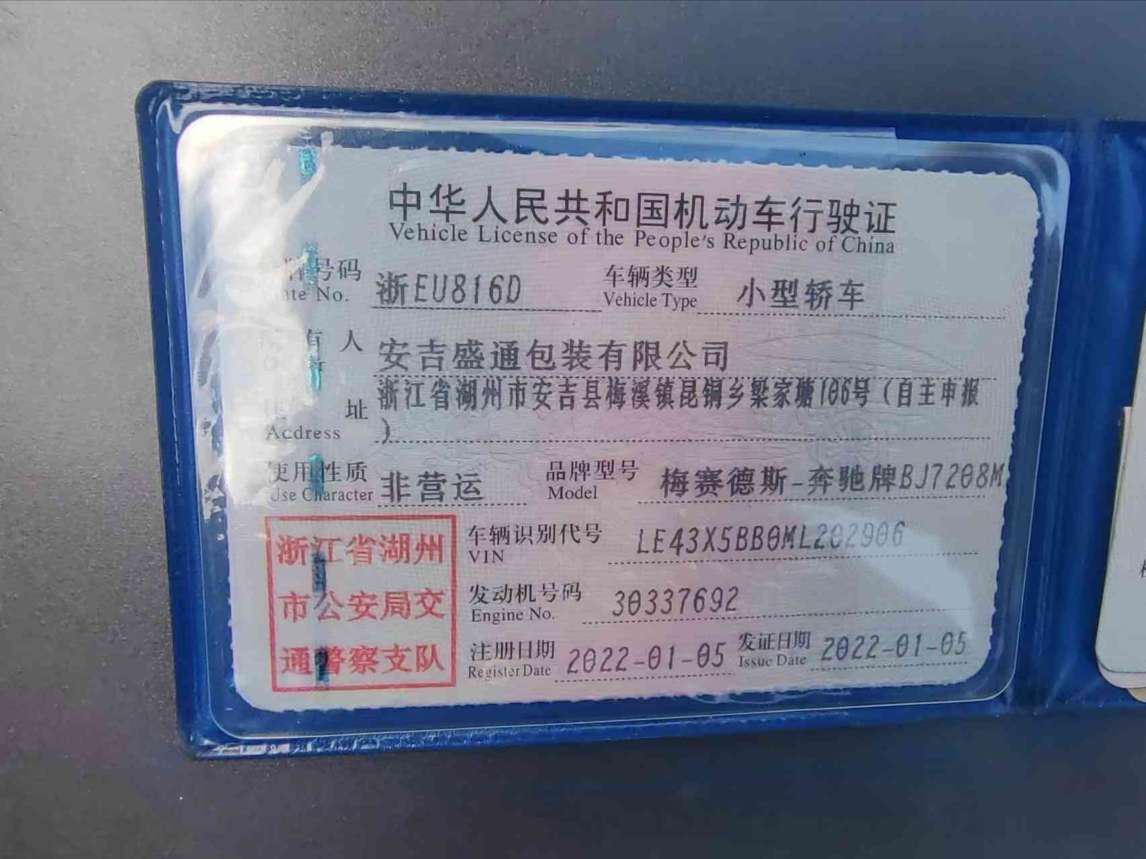 中华人民共和国机动车行驶证
Vehicle License of the People's Republic of China
号码 浙EU816D 车辆类型 小型轿车
No. Vehicle Type
有人 安吉盛通包装有限公司
址 浙江省湖州市安吉县梅溪镇昆铜乡梁家塘106号（自主申报
Address ）
使用性质 非营运 品牌型号 梅赛德斯-奔驰牌BJ7208M
Use Character Model
浙江省湖州 车辆识别代号 LE43X5BB0ML202906
VIN
市公安局交 发动机号码 30337692
Engine No.
通警察支队 注册日期 2022-01-05 发证日期 2022-01-05
Register Date Issue Date